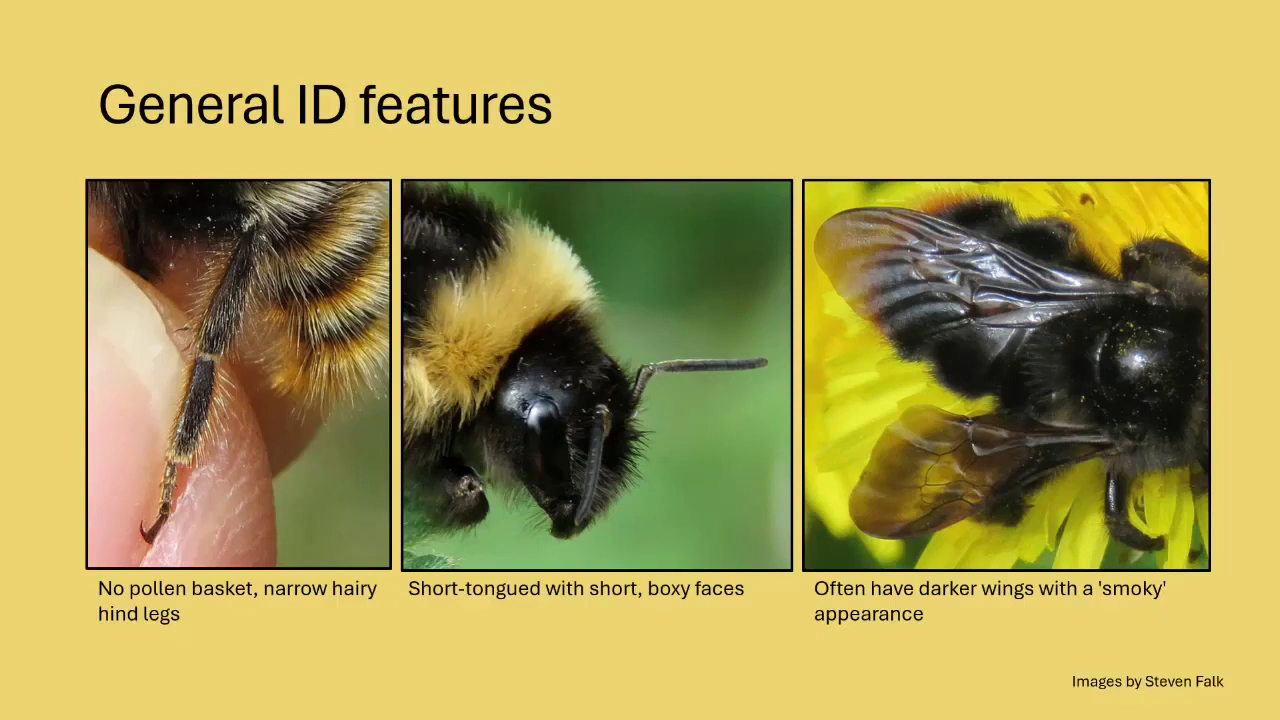 General ID features
No pollen basket, narrow hairy
hind legs
Short-tongued with short, boxy faces
Often have darker wings with a 'smoky'
appearance
Images by Steven Falk